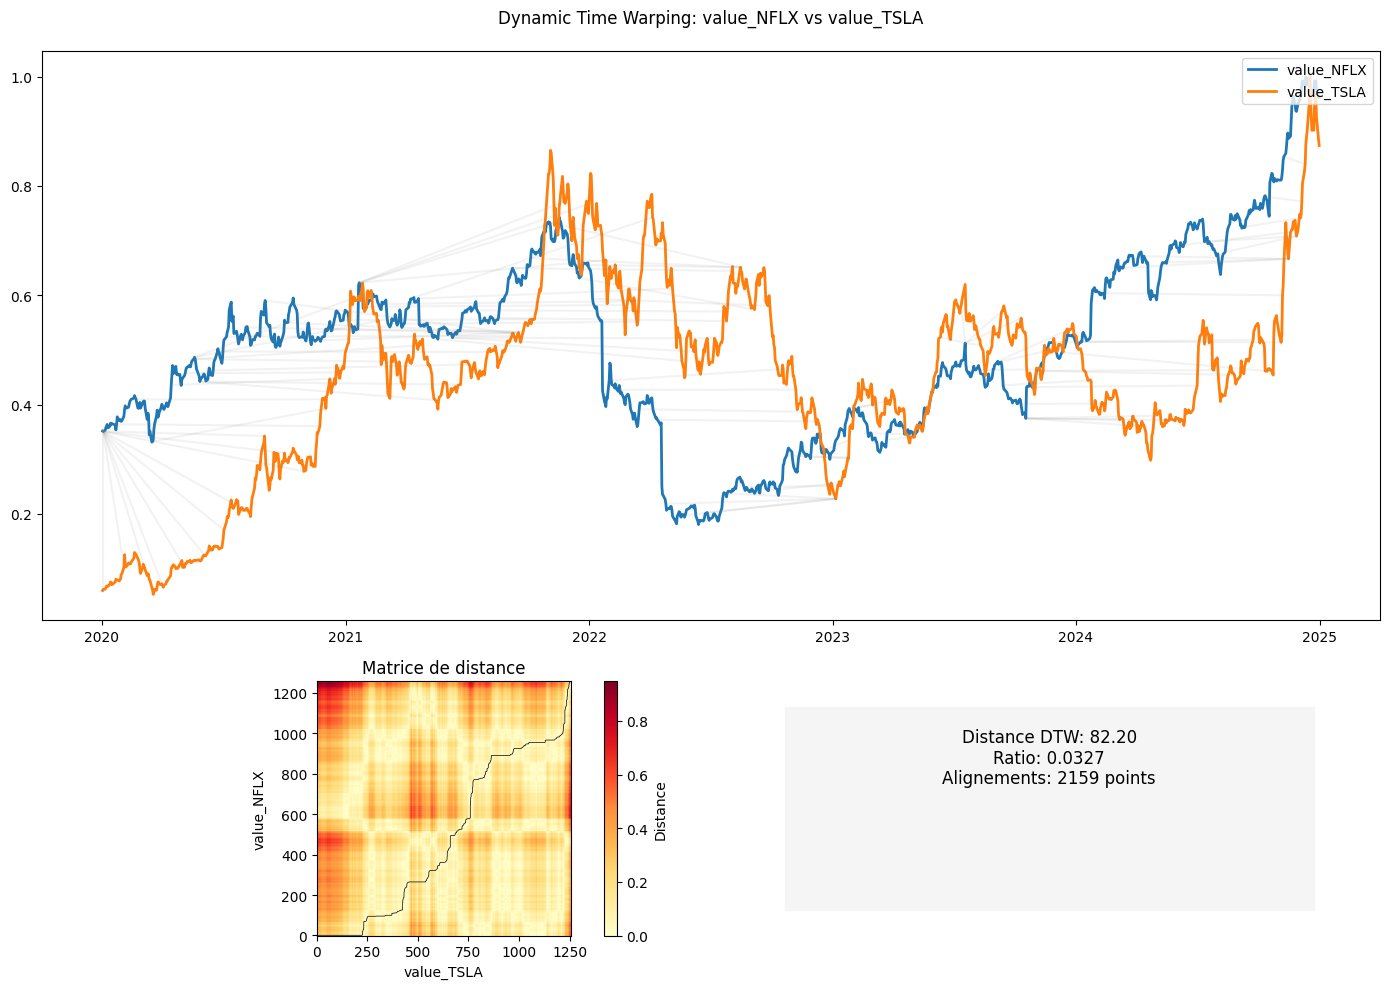 Dynamic Time Warping: value_NFLX vs value_TSLA
value_NFLX
value_TSLA
1.0
0.8
0.6
0.4
0.2
2020 2021 2022 2023 2024 2025
Matrice de distance
value_NFLX
1200
1000
800
600
400
200
0
0 250 500 750 1000 1250
value_TSLA
0.8
0.6
0.4
0.2
0.0
Distance
Distance DTW: 82.20
Ratio: 0.0327
Alignements: 2159 points